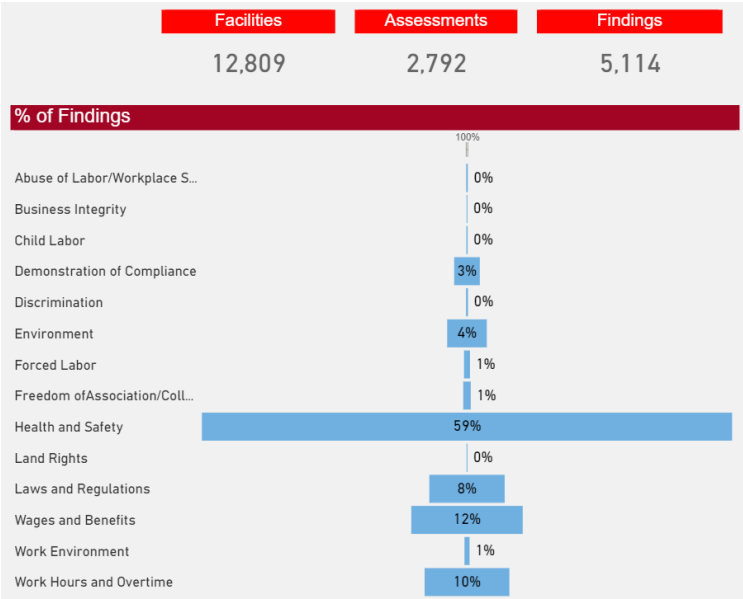 Facilities Assessments Findings
12,809 2,792 5,114
% of Findings
100%
Abuse of Labor/Workplace S... 0%
Business Integrity 0%
Child Labor 0%
Demonstration of Compliance 3%
Discrimination 0%
Environment 4%
Forced Labor 1%
Freedom ofAssociation/Coll... 1%
Health and Safety 59%
Land Rights 0%
Laws and Regulations 8%
Wages and Benefits 12%
Work Environment 1%
Work Hours and Overtime 10%